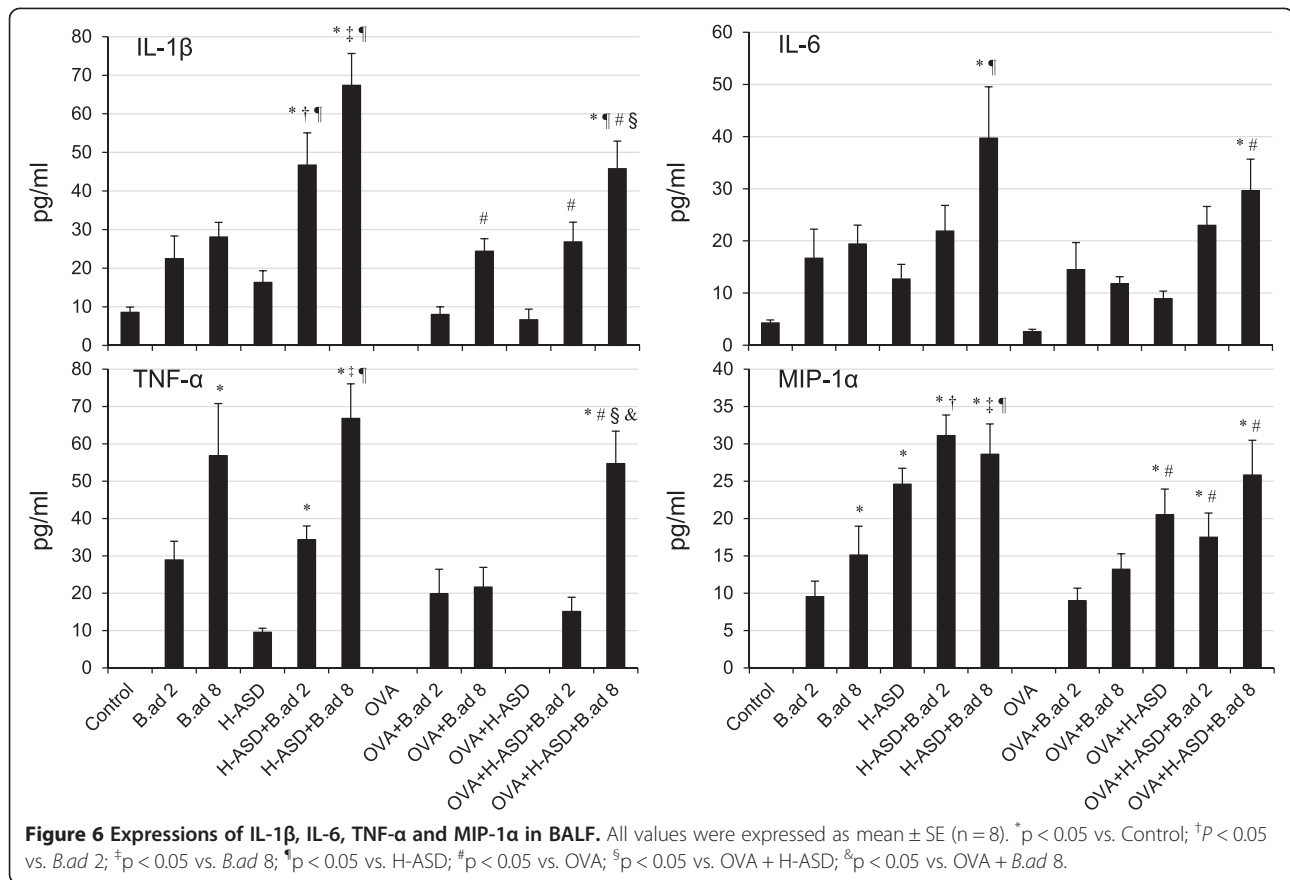 IL-1β
pg/ml
80
70
60
50
40
30
20
10
0
* † ¶
* ‡ ¶
#
#
* ¶ # §
IL-6
60
50
40
30
20
10
0
* ¶
* #
TNF-α
pg/ml
80
70
60
50
40
30
20
10
0
*
*
* ‡ ¶
* # § &
Control
B.ad 2
B.ad 8
H-ASD
H-ASD+B.ad 2
H-ASD+B.ad 8
OVA
OVA+B.ad 2
OVA+B.ad 8
OVA+H-ASD
OVA+H-ASD+B.ad 2
OVA+H-ASD+B.ad 8
MIP-1α
pg/ml
40
35
30
25
20
15
10
5
0
*
*
* †
* ‡ ¶
* #
* #
* #
Control
B.ad 2
B.ad 8
H-ASD
H-ASD+B.ad 2
H-ASD+B.ad 8
OVA
OVA+B.ad 2
OVA+B.ad 8
OVA+H-ASD
OVA+H-ASD+B.ad 2
OVA+H-ASD+B.ad 8
Figure 6 Expressions of IL-1β, IL-6, TNF-α and MIP-1α in BALF. All values were expressed as mean ± SE (n = 8). *p < 0.05 vs. Control; †P < 0.05
vs. B.ad 2; ‡p < 0.05 vs. B.ad 8; ¶p < 0.05 vs. H-ASD; #p < 0.05 vs. OVA; §p < 0.05 vs. OVA + H-ASD; &p < 0.05 vs. OVA + B.ad 8.